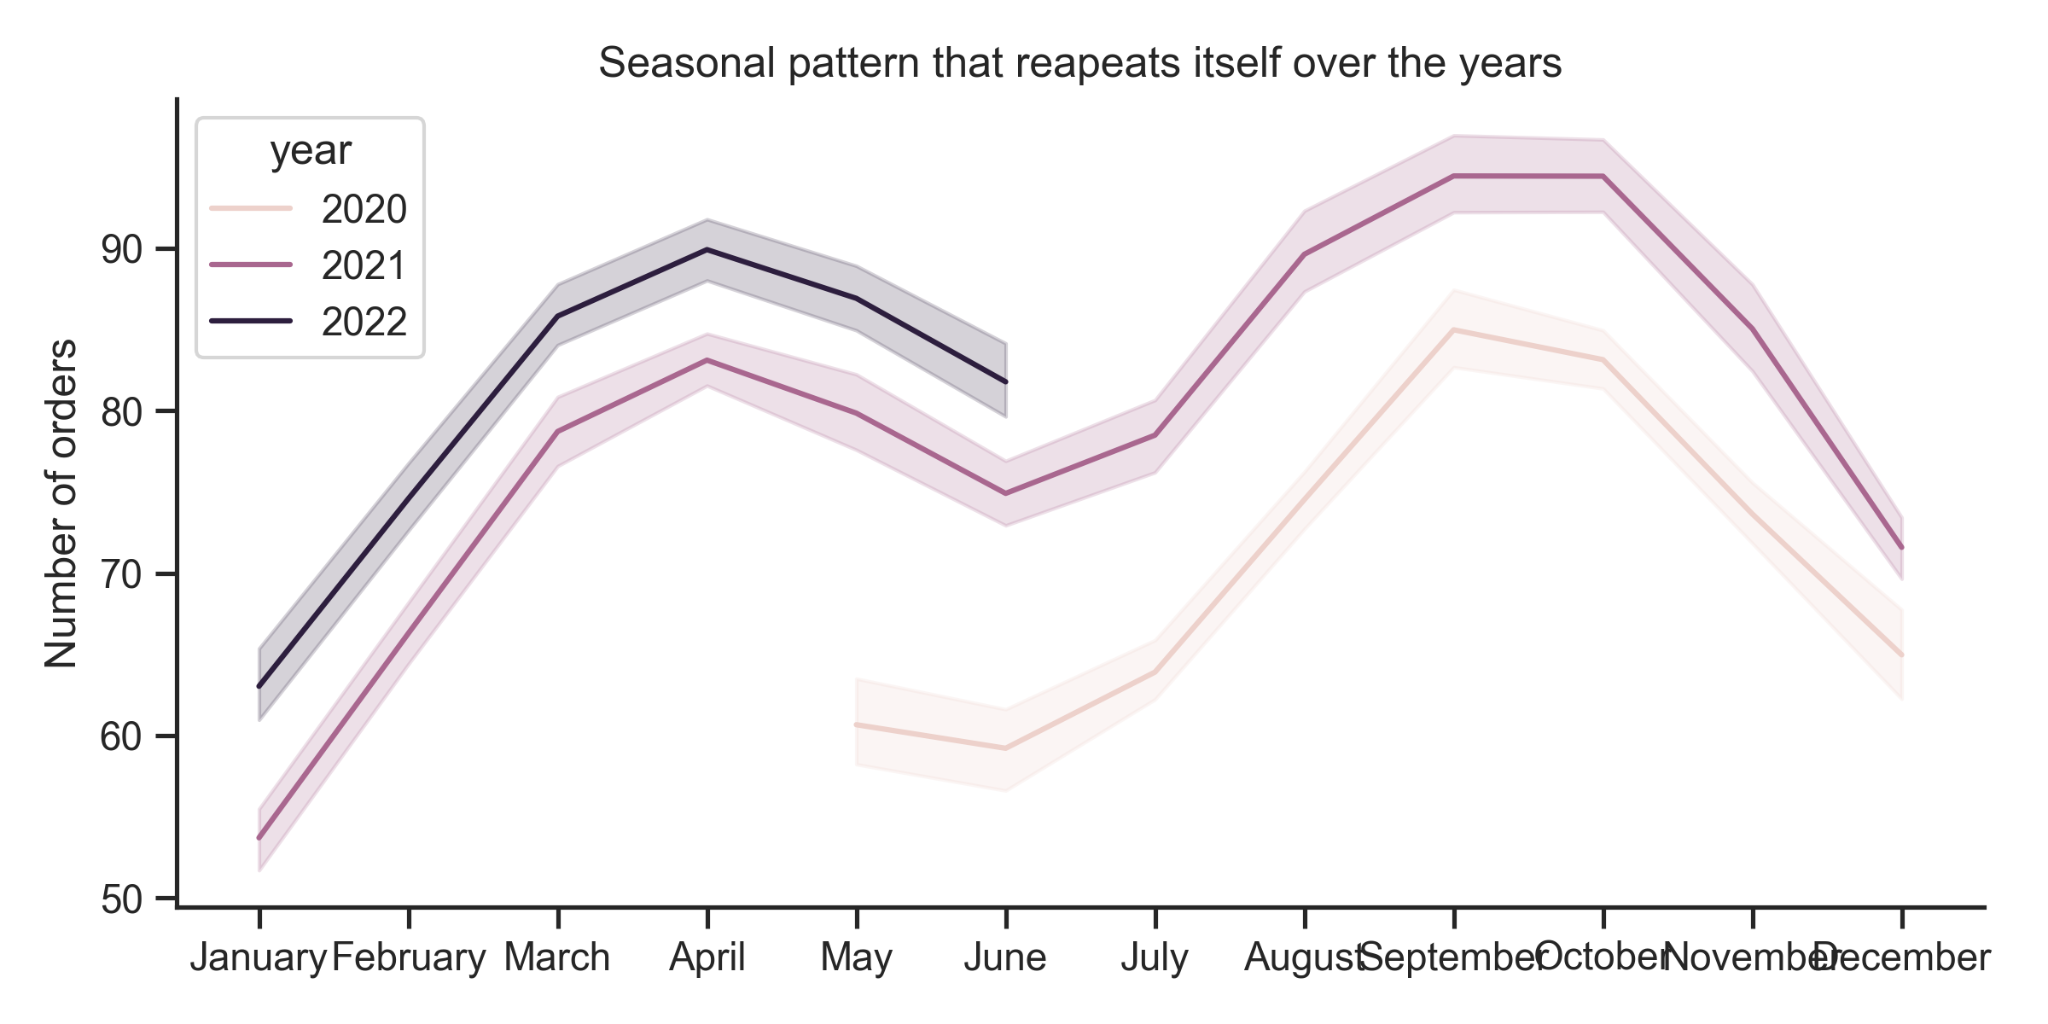 Seasonal pattern that reapeats itself over the years
year
2020
2021
2022
Number of orders
90
80
70
60
50
January February March April May June July August September October November December